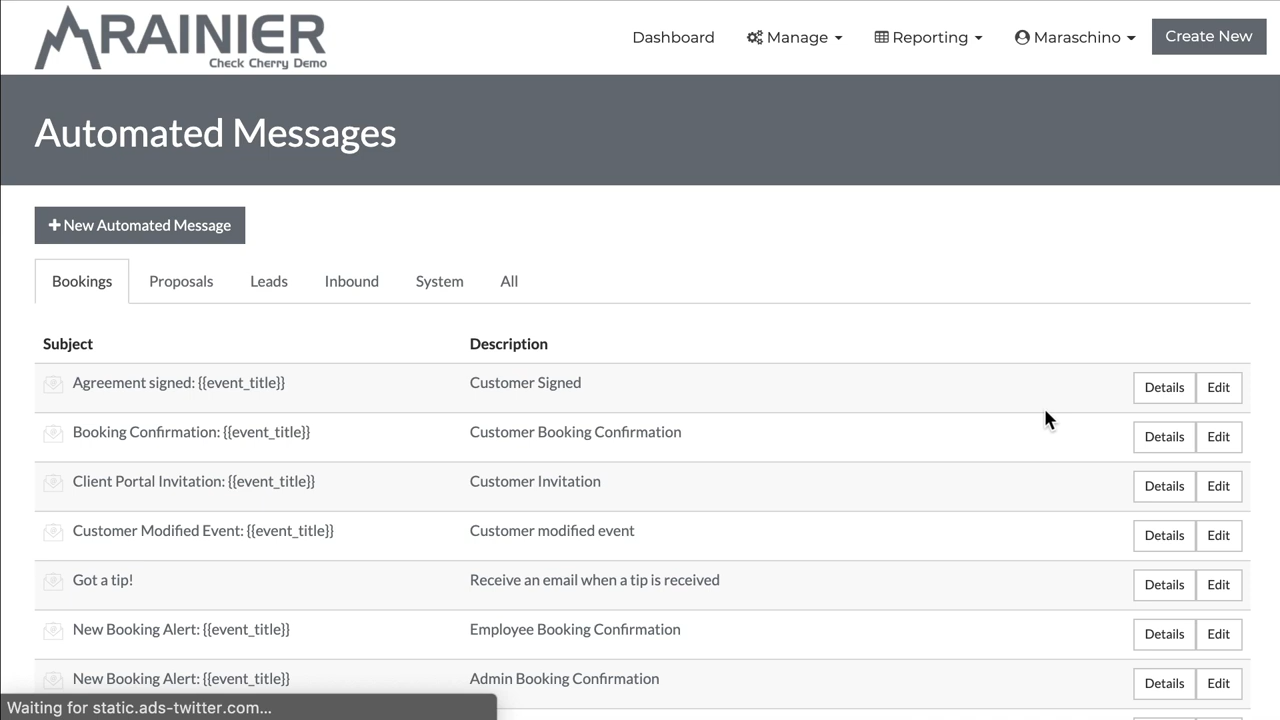 RAINIER
Check Cherry Demo
Dashboard Manage Reporting Maraschino Create New
Automated Messages
+ New Automated Message
Bookings Proposals Leads Inbound System All
Subject Description
Agreement signed: {{event_title}} Customer Signed Details Edit
Booking Confirmation: {{event_title}} Customer Booking Confirmation Details Edit
Client Portal Invitation: {{event_title}} Customer Invitation Details Edit
Customer Modified Event: {{event_title}} Customer modified event Details Edit
Got a tip! Receive an email when a tip is received Details Edit
New Booking Alert: {{event_title}} Employee Booking Confirmation Details Edit
New Booking Alert: {{event_title}} Admin Booking Confirmation Details Edit
Waiting for static.ads-twitter.com...